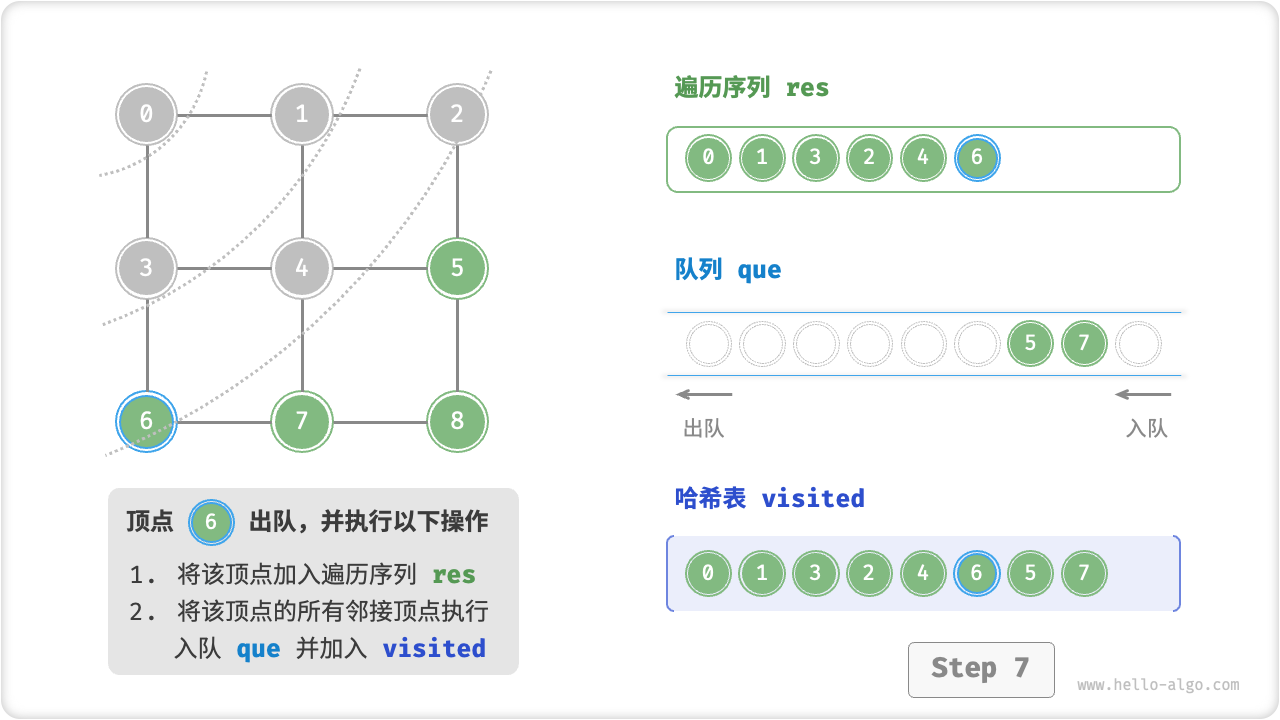 0 1 2
3 4 5
6 7 8
顶点 6 出队，并执行以下操作
1. 将该顶点加入遍历序列 res
2. 将该顶点的所有邻接顶点执行
入队 que 并加入 visited
遍历序列 res
0 1 3 2 4 6
队列 que
5 7
出队 入队
哈希表 visited
0 1 3 2 4 6 5 7
Step 7
www.hello-algo.com